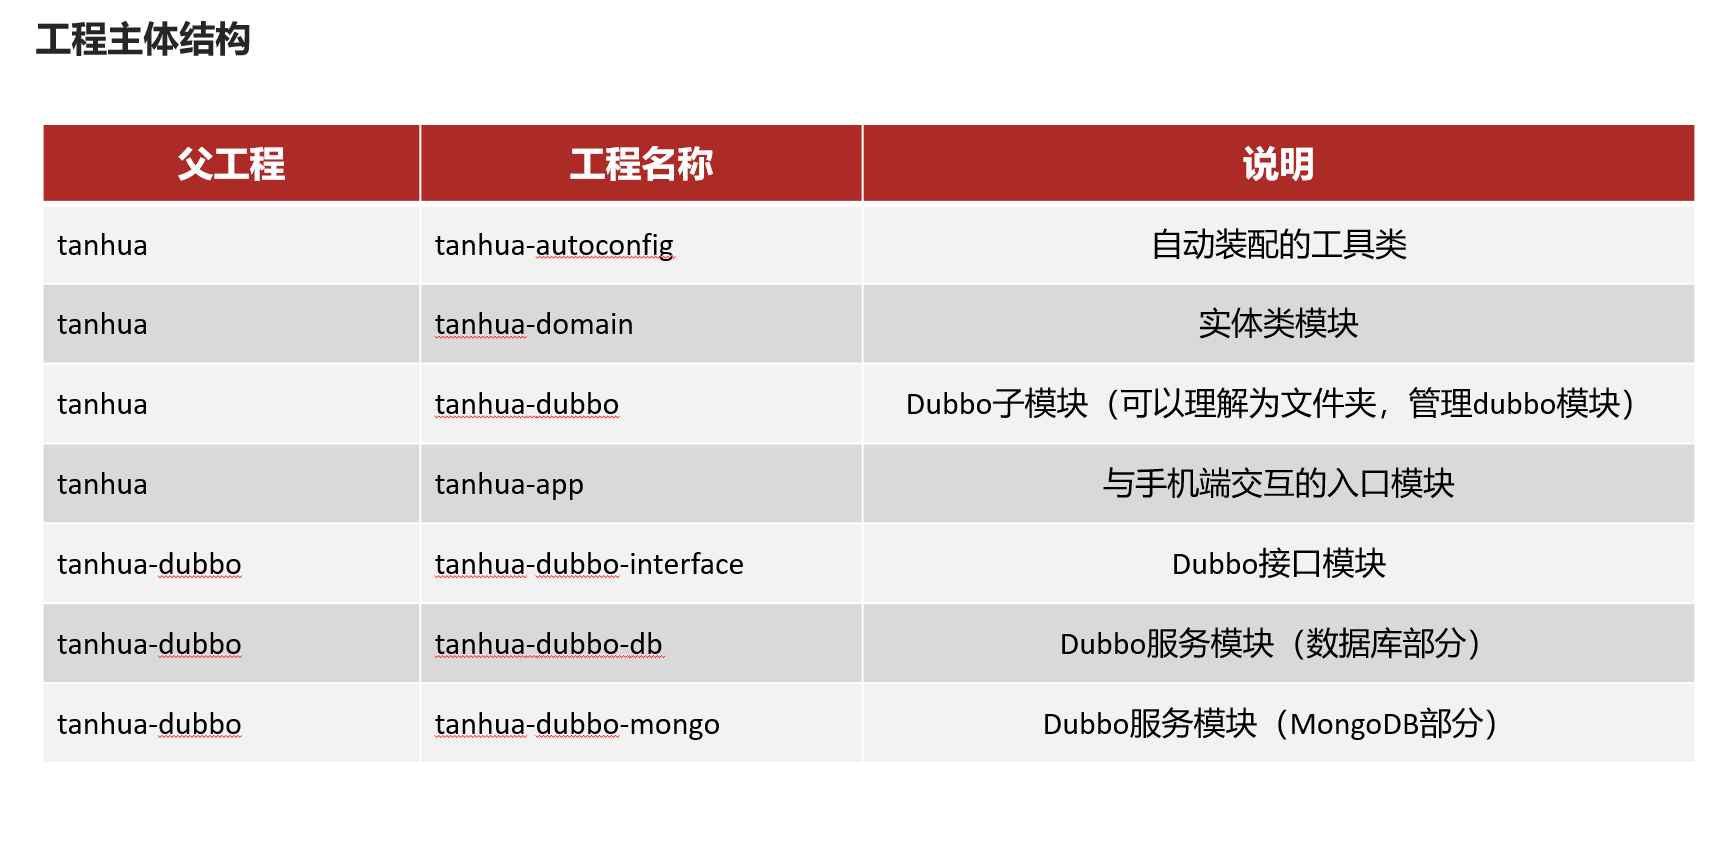 工程主体结构
父工程 工程名称 说明
tanhua tanhua-autoconfig 自动装配的工具类
tanhua tanhua-domain 实体类模块
tanhua tanhua-dubbo Dubbo子模块（可以理解为文件夹，管理dubbo模块）
tanhua tanhua-app 与手机端交互的入口模块
tanhua-dubbo tanhua-dubbo-interface Dubbo接口模块
tanhua-dubbo tanhua-dubbo-db Dubbo服务模块（数据库部分）
tanhua-dubbo tanhua-dubbo-mongo Dubbo服务模块（MongoDB部分）